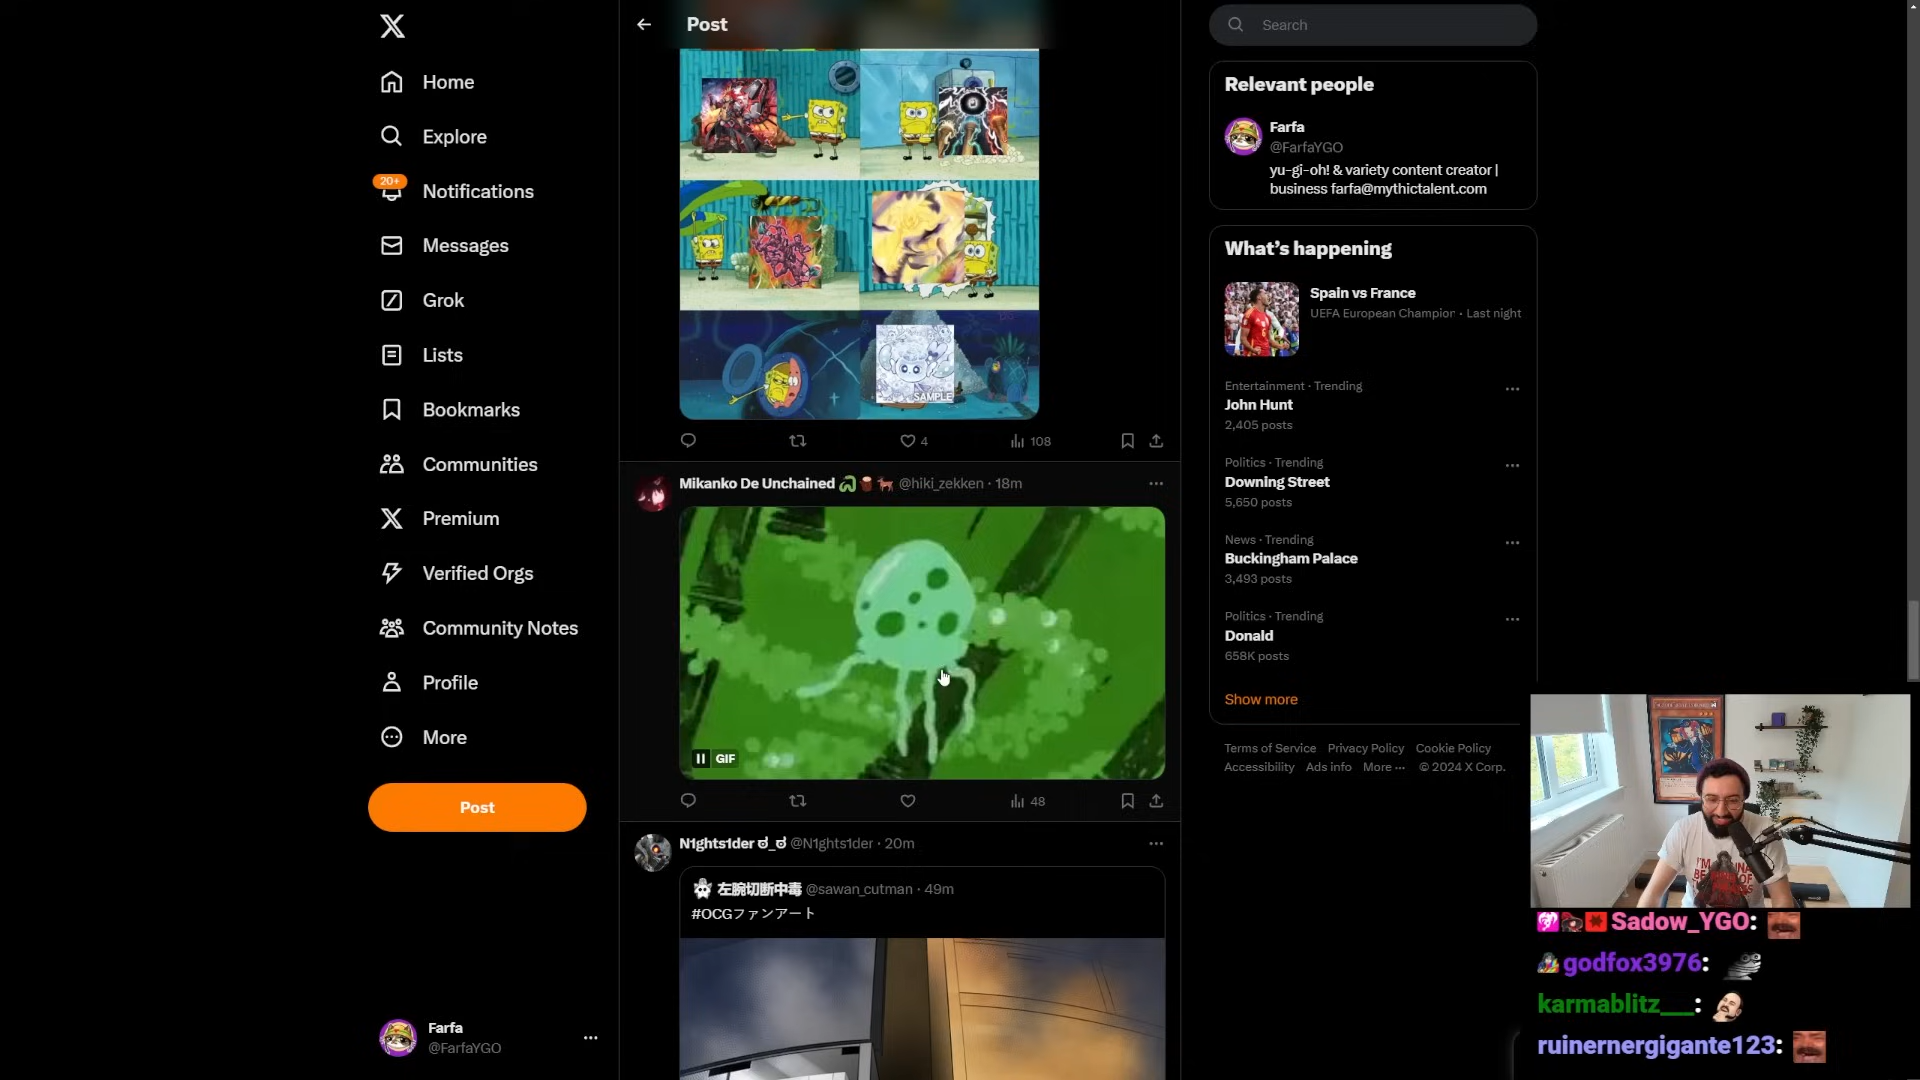 Home
Explore
20+
Notifications
Messages
Grok
Lists
Bookmarks
Communities
Premium
Verified Orgs
Community Notes
Profile
More
Post
Farfa
@FarfaYGO
Post
SAMPLE
4
108
Mikanko De Unchained @hiki_zekken · 18m
GIF
48
N1ghts1der ಠ_ಠ @N1ghts1der · 20m
左腕切断中毒 @sawan_cutman · 49m
#OCGファンアート
Search
Relevant people
Farfa
@FarfaYGO
yu-gi-oh! & variety content creator |
business farfa@mythictalent.com
What's happening
Spain vs France
UEFA European Champior · Last night
Entertainment · Trending
John Hunt
2,405 posts
Politics · Trending
Downing Street
5,650 posts
News · Trending
Buckingham Palace
3,493 posts
Politics · Trending
Donald
658K posts
Show more
Terms of Service Privacy Policy Cookie Policy
Accessibility Ads info More ··· © 2024 X Corp.
Sadow_YGO:
godfox3976:
karmablitz___:
ruinernergigante123: